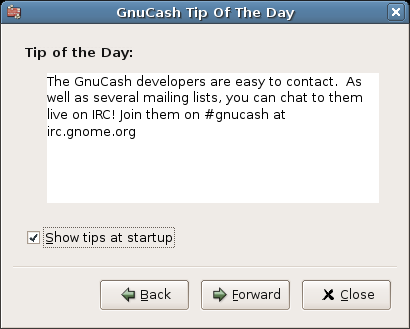 GnuCash Tip Of The Day
Tip of the Day:
The GnuCash developers are easy to contact.  As
well as several mailing lists, you can chat to them
live on IRC! Join them on #gnucash at
irc.gnome.org
Show tips at startup
Back
Forward
Close